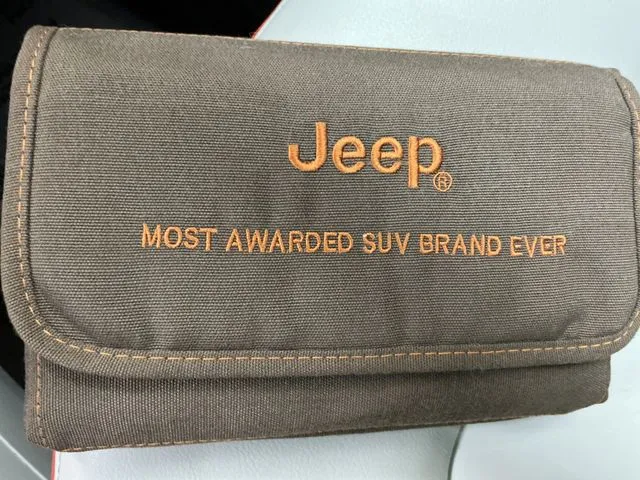 Jeep®
MOST AWARDED SUV BRAND EVER